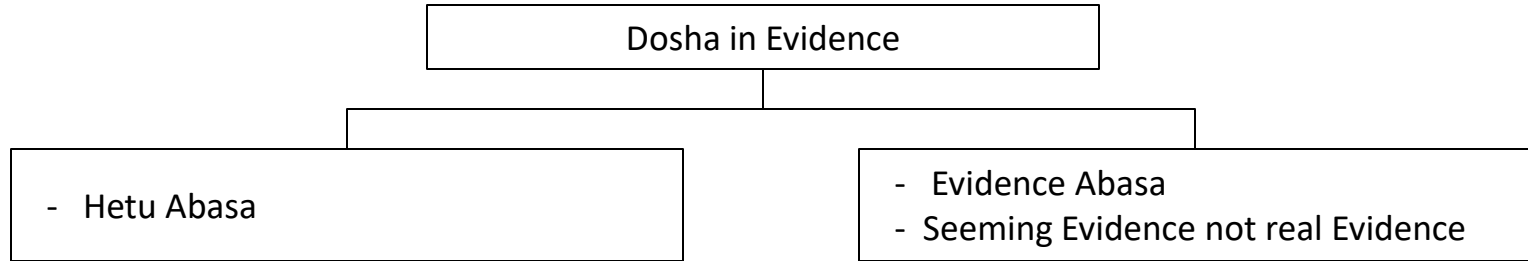 Dosha in Evidence
- Hetu Abasa
- Evidence Abasa
- Seeming Evidence not real Evidence